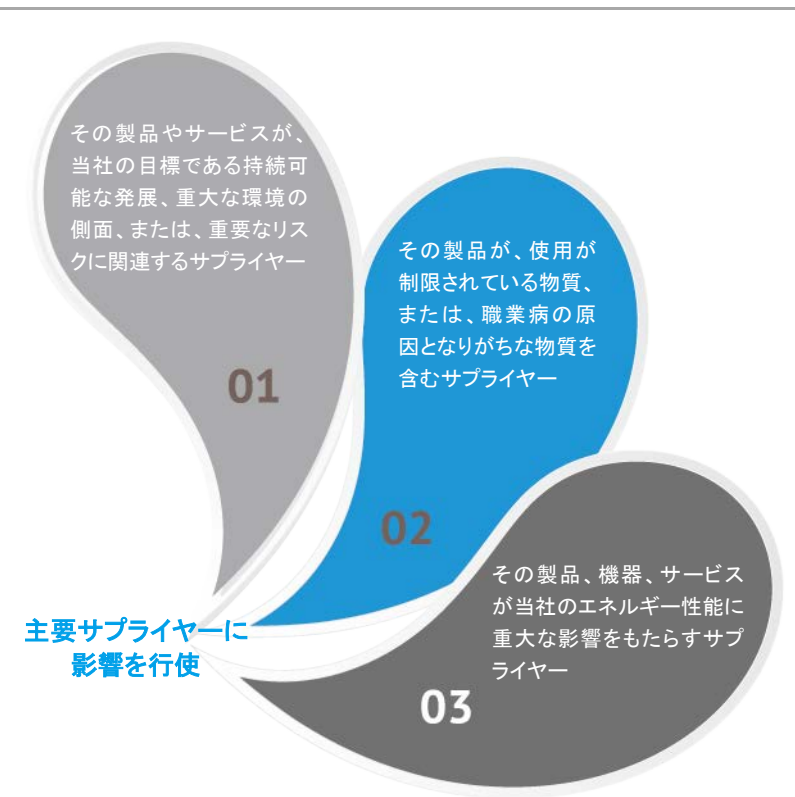 その製品やサービスが、
当社の目標である持続可
能な発展、重大な環境の
側面、または、重要なリス
クに関連するサプライヤー
01
その製品が、使用が
制限されている物質、
または、職業病の原
因となりがちな物質を
含むサプライヤー
02
その製品、機器、サービス
が当社のエネルギー性能に
重大な影響をもたらすサプ
ライヤー
03
主要サプライヤーに
影響を行使